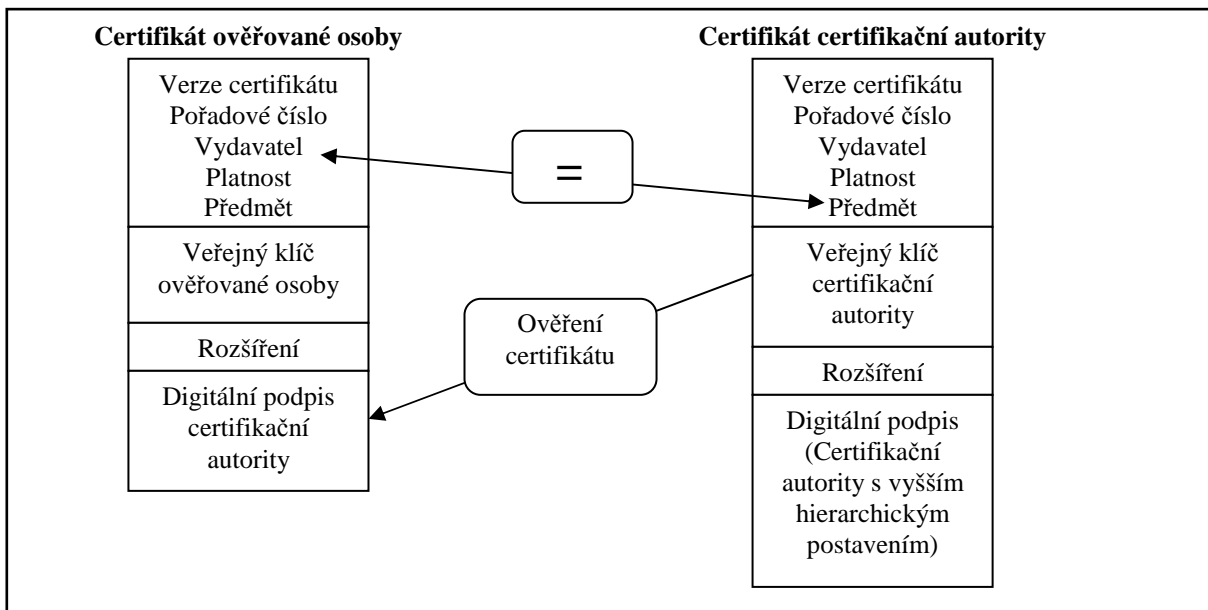 Certifikát ověřované osoby
Verze certifikátu
Pořadové číslo
Vydavatel
Platnost
Předmět
Veřejný klíč
ověřované osoby
Rozšíření
Digitální podpis
certifikační
autority
=
Ověření
certifikátu
Certifikát certifikační autority
Verze certifikátu
Pořadové číslo
Vydavatel
Platnost
Předmět
Veřejný klíč
certifikační
autority
Rozšíření
Digitální podpis
(Certifikační
autority s vyšším
hierarchickým
postavením)